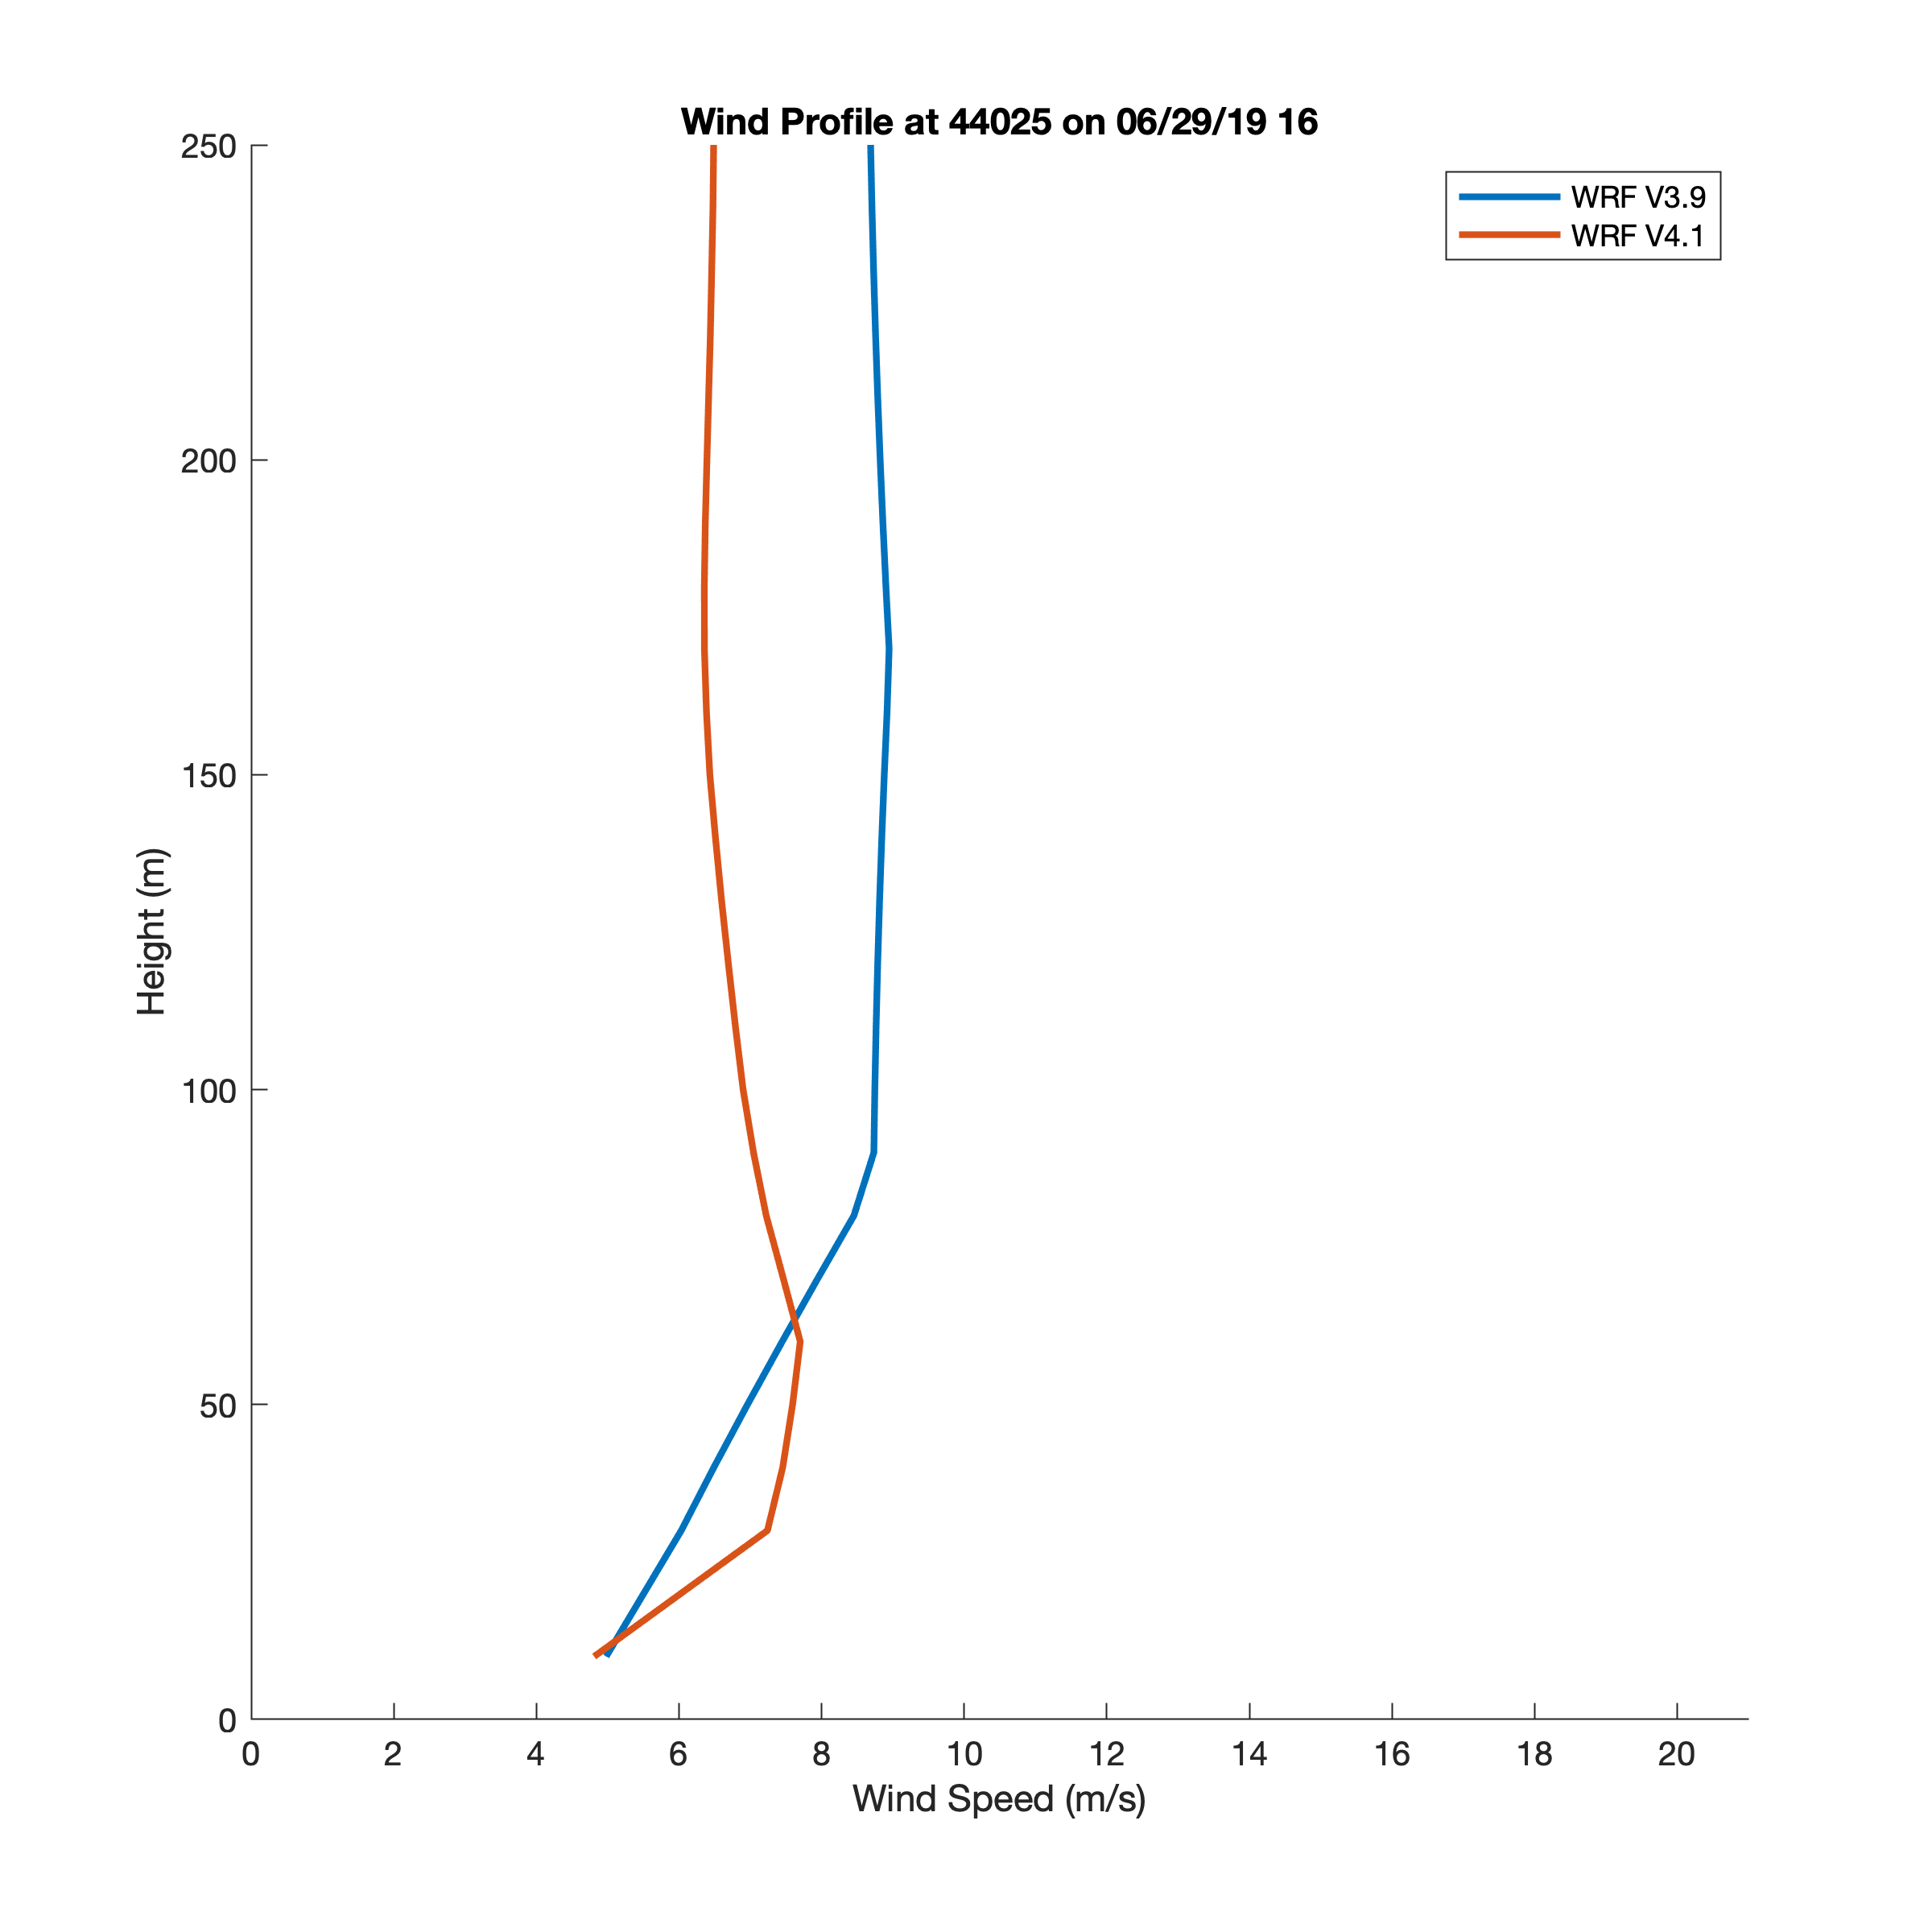 Wind Profile at 44025 on 06/29/19 16
WRF V3.9
WRF V4.1
250
200
150
100
50
0
Height (m)
0 2 4 6 8 10 12 14 16 18 20
Wind Speed (m/s)